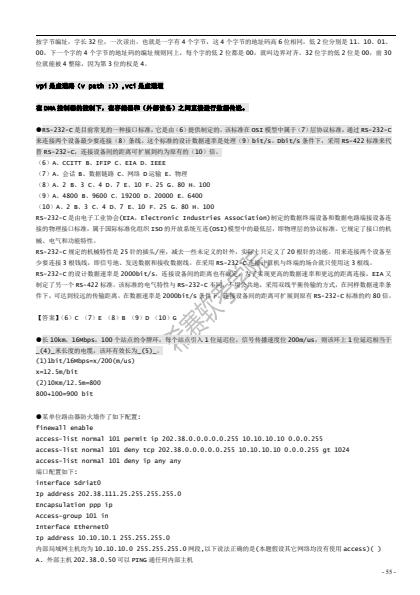 按字节编址，字长 32 位，一次读出，也就是一字有 4 个字节，这 4 个字节的地址码高 6 位相同，低 2 位分别是 11．10．01．
00，下一个字的 4 个字节的地址码的编址规则同上，每个字的低 2 位都是 00，就叫边界对齐．32 位字的低 2 位是 00，前 30
位就能被 4 整除，因为第 3 位的权是 4．
vpi 是虚通路（v path :)）,vci 是虚通道
在 DMA 控制器的控制下，在存储器和（外部设备）之间直接进行数据传送。
●RS-232-C 是目前常见的一种接口标准，它是由（6）提供制定的，该标准在 OSI 模型中属于（7）层协议标准，通过 RS-232-C
来连接两个设备最少要连接（8）条线，这个标准的设计数据速率是处理（9）bit/s。Dbit/s 条件下，采用 RS-422 标准来代
替 RS-232-C，连接设备间的距离可扩展到约为原有的（10）倍。
（6）A. CCITT B. IFIP C. EIA D. IEEE
（7）A. 会话 B. 数据链路 C. 网络 D 运输 E. 物理
（8）A. 2 B. 3 C. 4 D. 7 E. 10 F. 25 G. 80 H. 100
（9）A. 4800 B. 9600 C. 19200 D. 20000 E. 6400
（10）A. 2 B. 3 C. 4 D. 7 E. 10 F. 25 G. 80 H. 100
RS-232-C 是由电子工业协会(EIA. Electronic Industries Association)制定的数据终端设备和数据电路端接设备连
接的物理接口标准，属于国际标准化组织 ISO 的开放系统互连(OSI)模型中的最低层，即物理层的协议标准。它规定了接口的机
械、电气和功能特性。
RS-232-C 规定的机械特性是 25 针的插头/座，减去一些未定义的针外，实际上只定义了 20 根针的功能，用来连接两个设备至
少要连接 3 根线线，即信号地、发送数据和接收数据线。在采用 RS-232-C 连接计算机与终端的场合就只使用这 3 根线。
RS-232-C 的设计数据速率是 2000bit/s，连接设备间的距离也有规定，为了实现更高的数据速率和更远的距离连接，EIA 又
制定了另一个 RS-422 标准。该标准的电气特性与 RS-232-C 不同，不用公共地，采用双线平衡传输的方式，在同样数据速率条
件下，可达到较远的传输距离。在数据速率是 2000bit/s 条件下，连接设备间的距离可扩展到原有 RS-232-C 标准的约 80 倍。
【答案】（6）C （7）E （8）B （9）D （10）G
●长 10km，16Mbps，100 个站点的令牌环，每个站点引入 1 位延迟位，信号传播速度位 200m/us，则该环上 1 位延迟相当于
_(4)_米长度的电缆，该环有效长为_(5)_．
(1)1bit/16Mbps=x/200(m/us)
x=12.5m/bit
(2)10Km/12.5m=800
800+100=900 bit
●某单位路由器防火墙作了如下配置:
Finewall enable
access-list normal 101 permit ip 202.38.0.0.0.0.255 10.10.10.10 0.0.0.255
access-list normal 101 deny tcp 202.38.0.0.0.0.255 10.10.10.10 0.0.0.255 gt 1024
access-list normal 101 deny ip any any
端口配置如下:
interface Sdriat0
Ip address 202.38.111.25.255.255.255.0
Encapsulation ppp ip
Access-group 101 in
Interface Ethernet0
Ip address 10.10.10.1 255.255.255.0
内部局域网主机均为 10.10.10.0 255.255.255.0 网段,以下说法正确的是(本题假设其它网络均没有使用 access)( )
A. 外部主机 202.38.0.50 可以 PING 通任何内部主机
- 55 -